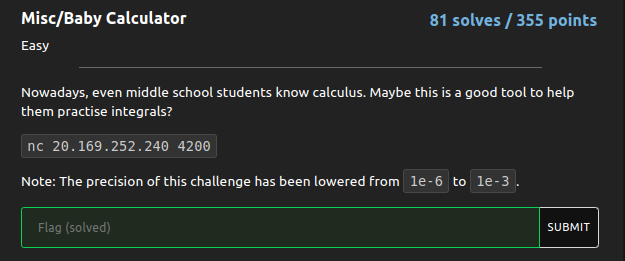 Misc/Baby Calculator
81 solves / 355 points
Easy
Nowadays, even middle school students know calculus. Maybe this is a good tool to help
them practise integrals?
nc 20.169.252.240 4200
Note: The precision of this challenge has been lowered from 1e-6 to 1e-3.
Flag (solved)
SUBMIT